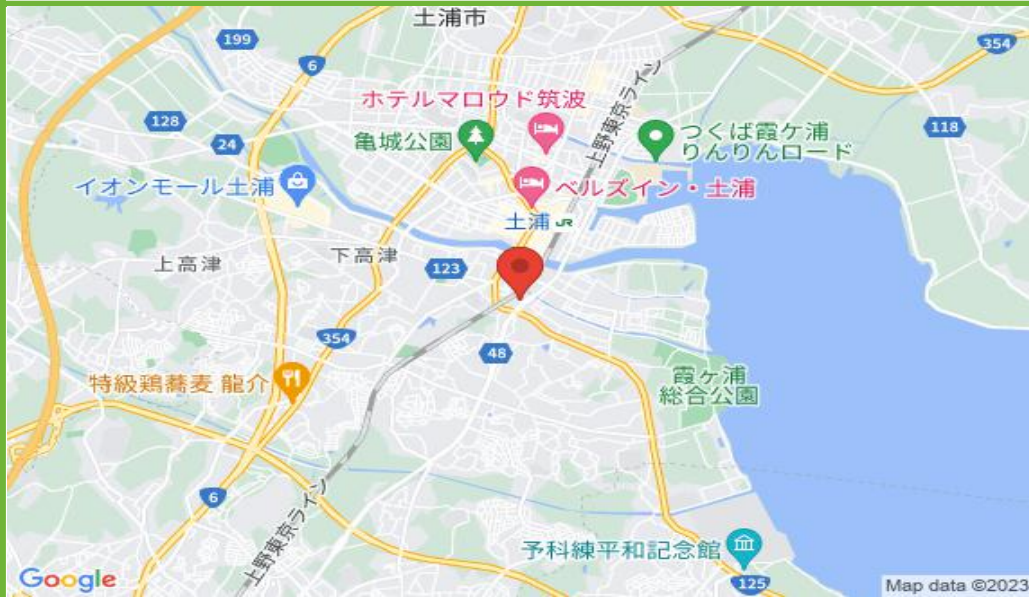 土浦市
199
6
354
上野東京ライン
ホテルマロウド筑波
128
118
亀城公園
つくば霞ケ浦
りんりんロード
24
イオンモール土浦
ベルズイン・土浦
土浦 JR
上高津
下高津
123
354
48
特級鶏蕎麦 龍介
霞ヶ浦
総合公園
6
上野東京ライン
予科練平和記念館
125
Google
Map data ©2023